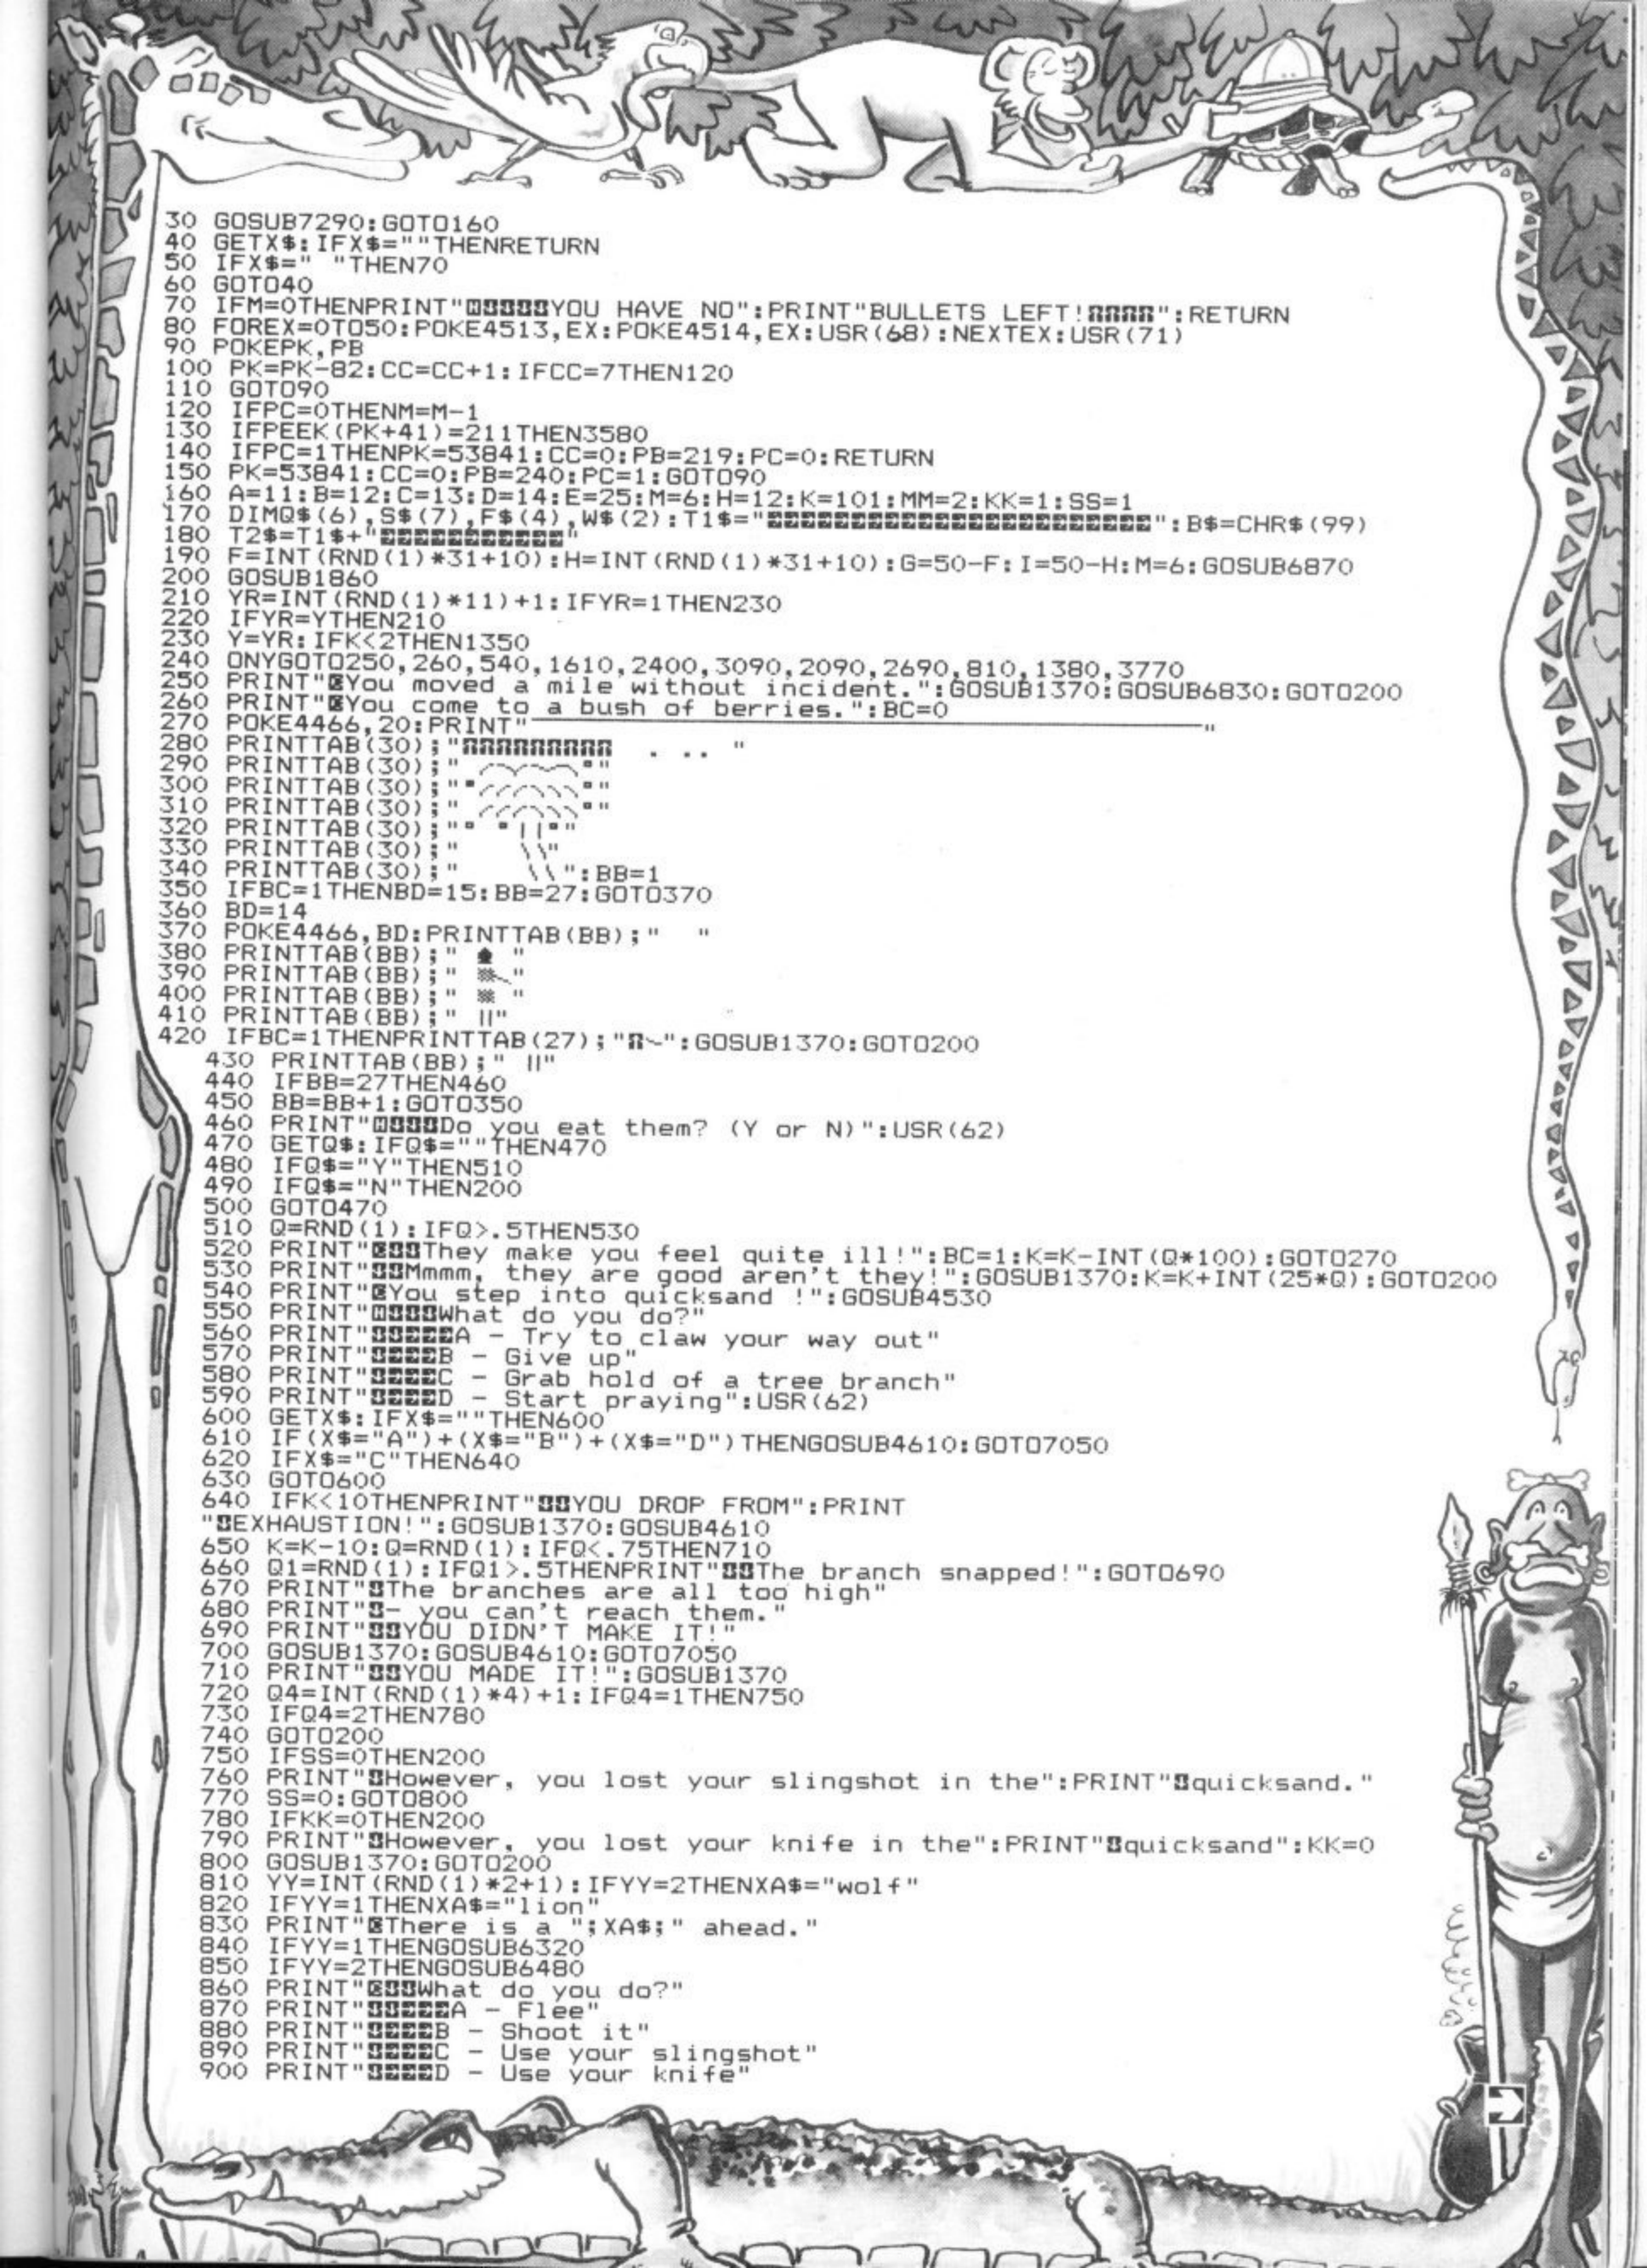 30 GOSUB7290:GOTO160
40 GETX$:IFX$=""THENRETURN
50 IFX$=" "THEN70
60 GOTO40
70 IFM=0THENPRINT"YOU HAVE NO":PRINT"BULLETS LEFT!":RETURN
80 FOREX=0TO50:POKE4513,EX:POKE4514,EX:USR(68):NEXTEX:USR(71)
90 POKEPK,PB
100 PK=PK-82:CC=CC+1:IFCC=7THEN120
110 GOTO90
120 IFPC=0THENM=M-1
130 IFPEEK(PK+41)=211THEN3580
140 IFPC=1THENPK=53841:CC=0:PB=219:PC=0:RETURN
150 PK=53841:CC=0:PB=240:PC=1:GOTO90
160 A=11:B=12:C=13:D=14:E=25:M=6:H=12:K=101:MM=2:KK=1:SS=1
170 DIMQ$(6),S$(7),F$(4),W$(2):T1$="":B$=CHR$(99)
180 T2$=T1$+""
190 F=INT(RND(1)*31+10):H=INT(RND(1)*31+10):G=50-F:I=50-H:M=6:GOSUB6870
200 GOSUB1860
210 YR=INT(RND(1)*11)+1:IFYR=1THEN230
220 IFYR=YTHEN210
230 Y=YR:IFK<2THEN1350
240 ONYGOTO250,260,540,1610,2400,3090,2090,2690,810,1380,3770
250 PRINT"You moved a mile without incident.":GOSUB1370:GOSUB6830:GOTO200
260 PRINT"You come to a bush of berries.":BC=0
270 POKE4466,20:PRINT""
280 PRINTTAB(30);" . .. "
290 PRINTTAB(30);" "
300 PRINTTAB(30);" "
310 PRINTTAB(30);" "
320 PRINTTAB(30);" || "
330 PRINTTAB(30);" \\"
340 PRINTTAB(30);" \\":BB=1
350 IFBC=1THENBD=15:BB=27:GOTO370
360 BD=14
370 POKE4466,BD:PRINTTAB(BB);" "
380 PRINTTAB(BB);" "
390 PRINTTAB(BB);" "
400 PRINTTAB(BB);" "
410 PRINTTAB(BB);" ||"
420 IFBC=1THENPRINTTAB(27);"~":GOSUB1370:GOTO200
430 PRINTTAB(BB);" ||"
440 IFBB=27THEN460
450 BB=BB+1:GOTO350
460 PRINT"Do you eat them? (Y or N)":USR(62)
470 GETQ$:IFQ$=""THEN470
480 IFQ$="Y"THEN510
490 IFQ$="N"THEN200
500 GOTO470
510 Q=RND(1):IFQ>.5THEN530
520 PRINT"They make you feel quite ill!":BC=1:K=K-INT(Q*100):GOTO270
530 PRINT"Mmmm, they are good aren't they!":GOSUB1370:K=K+INT(25*Q):GOTO200
540 PRINT"You step into quicksand !":GOSUB4530
550 PRINT"What do you do?"
560 PRINT"A - Try to claw your way out"
570 PRINT"B - Give up"
580 PRINT"C - Grab hold of a tree branch"
590 PRINT"D - Start praying":USR(62)
600 GETX$:IFX$=""THEN600
610 IF(X$="A")+(X$="B")+(X$="D")THENGOSUB4610:GOTO7050
620 IFX$="C"THEN640
630 GOTO600
640 IFK<10THENPRINT"YOU DROP FROM":PRINT
"EXHAUSTION!":GOSUB1370:GOSUB4610
650 K=K-10:Q=RND(1):IFQ<.75THEN710
660 Q1=RND(1):IFQ1>.5THENPRINT"The branch snapped!":GOTO690
670 PRINT"The branches are all too high"
680 PRINT"- you can't reach them."
690 PRINT"YOU DIDN'T MAKE IT!"
700 GOSUB1370:GOSUB4610:GOTO7050
710 PRINT"YOU MADE IT!":GOSUB1370
720 Q4=INT(RND(1)*4)+1:IFQ4=1THEN750
730 IFQ4=2THEN780
740 GOTO200
750 IFSS=0THEN200
760 PRINT"However, you lost your slingshot in the":PRINT"quicksand."
770 SS=0:GOTO800
780 IFKK=0THEN200
790 PRINT"However, you lost your knife in the":PRINT"quicksand":KK=0
800 GOSUB1370:GOTO200
810 YY=INT(RND(1)*2+1):IFYY=2THENXA$="wolf"
820 IFYY=1THENXA$="lion"
830 PRINT"There is a ";XA$;" ahead."
840 IFYY=1THENGOSUB6320
850 IFYY=2THENGOSUB6480
860 PRINT"What do you do?"
870 PRINT"A - Flee"
880 PRINT"B - Shoot it"
890 PRINT"C - Use your slingshot"
900 PRINT"D - Use your knife"